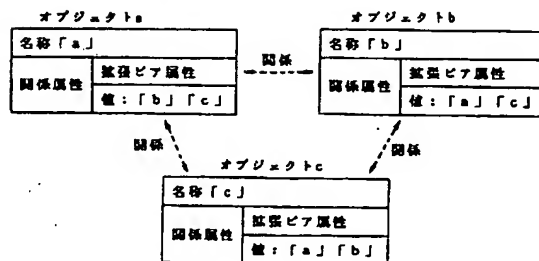 オブジェクトa
名称「a」
関係属性
拡張ピア属性
値:「b」「c」
関係
オブジェクトb
名称「b」
関係属性
拡張ピア属性
値:「a」「c」
関係
関係
オブジェクトc
名称「c」
関係属性
拡張ピア属性
値:「a」「b」